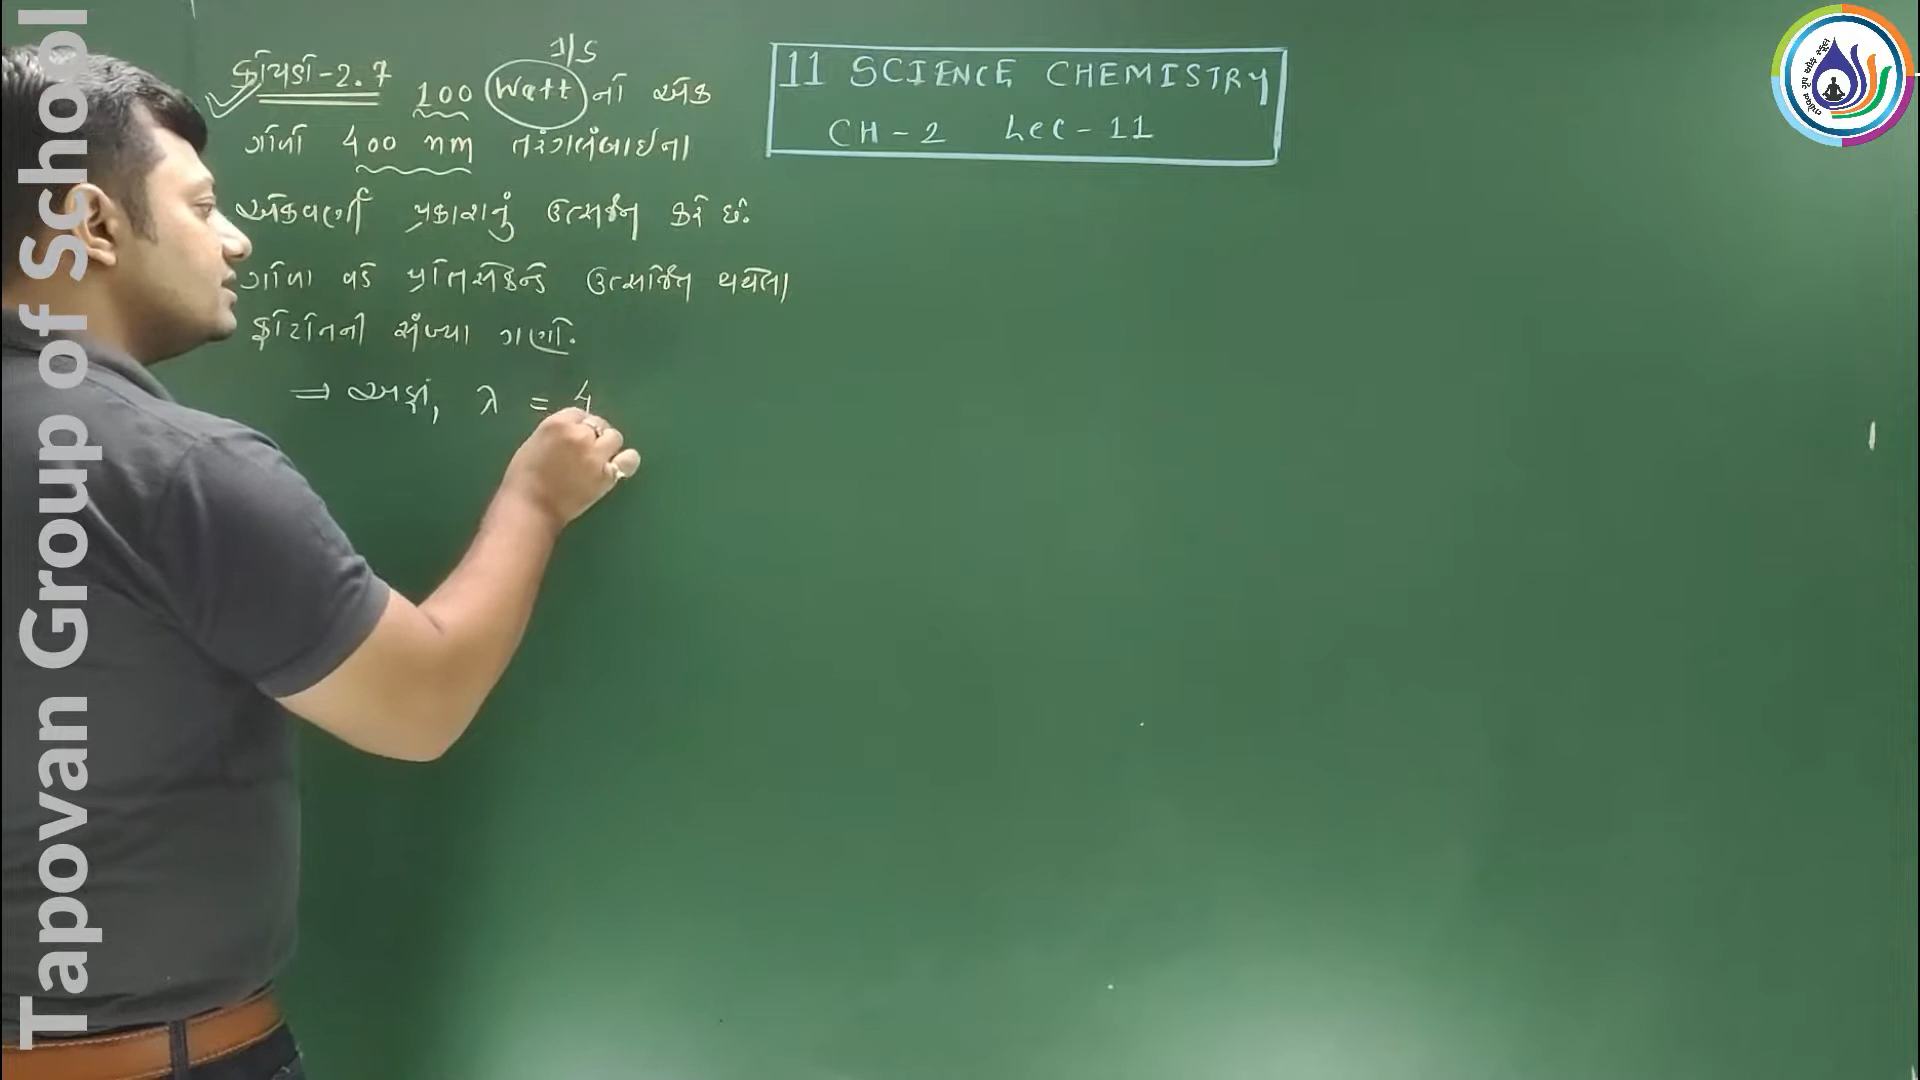 J/S
કોયડો-2.7 100 Watt નો એક
ગોળો 400 nm તરંગલંબાઇના
એકવર્ણી પ્રકાશનું ઉત્સર્જન કરે છે.
ગોળા વડે પ્રતિસેકન્ડે ઉત્સર્જિત થયેલા
ફોટોનની સંખ્યા ગણો.
⇒ અહીં, λ = 4
11 SCIENCE CHEMISTRY
CH - 2 Lec - 11
Tapovan Group of School